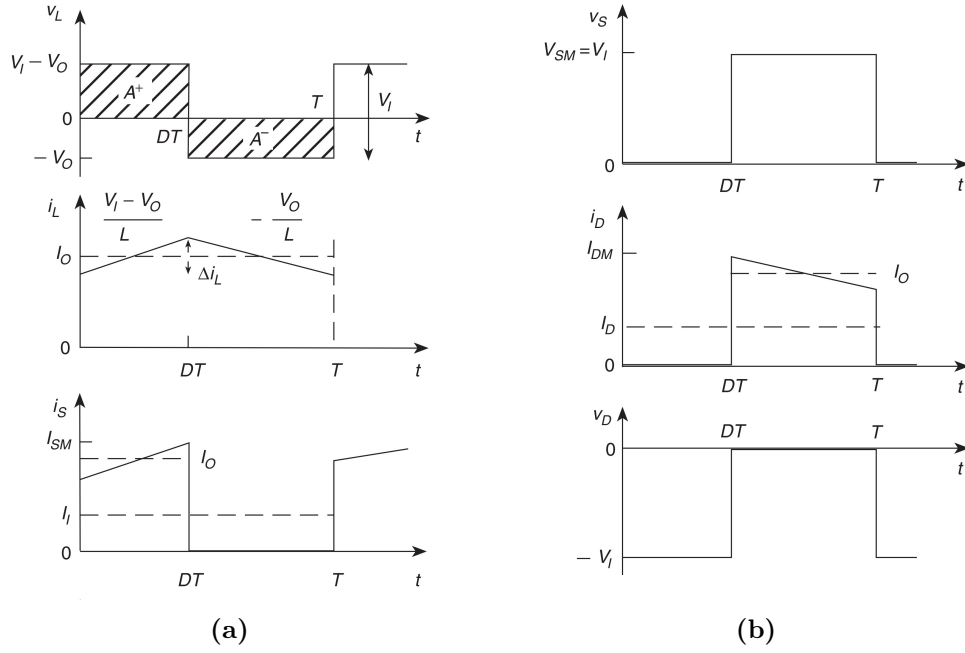 v_L
V_I – V_O
A⁺
T
V_I
0
DT
A⁻
t
– V_O
i_L
V_I – V_O
L
– V_O
L
I_O
Δi_L
0
DT
T
t
i_S
I_SM
I_O
I_I
0
DT
T
t
(a)
v_S
V_SM = V_I
0
DT
T
t
i_D
I_DM
I_O
I_D
0
DT
T
t
v_D
DT
T
0
t
– V_I
(b)